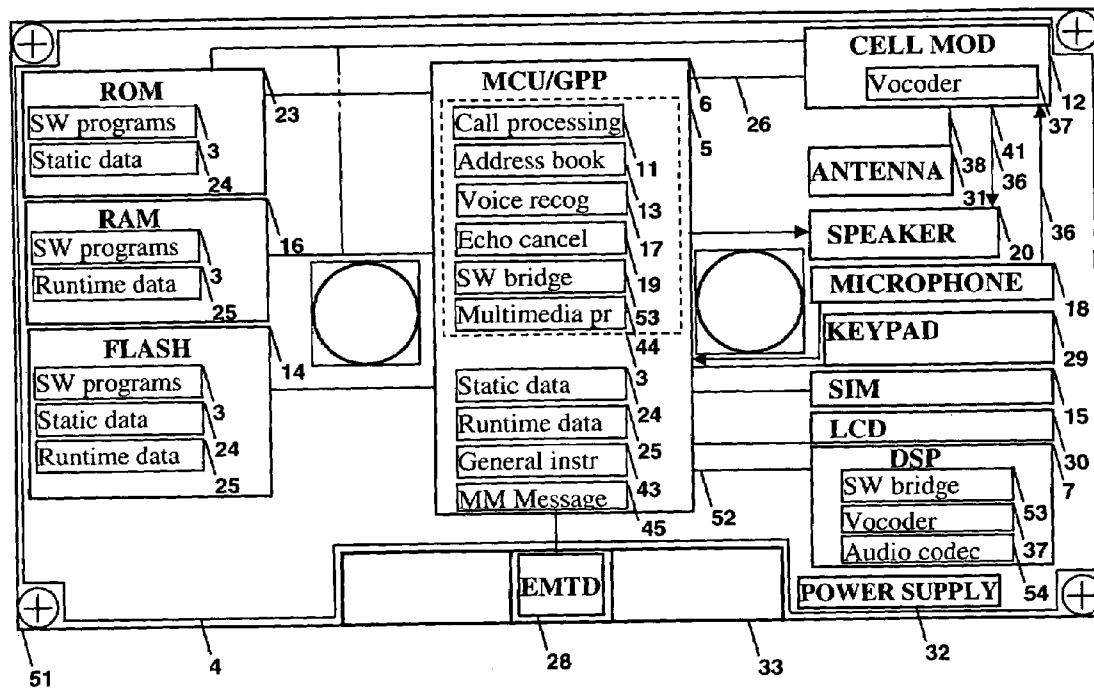 ROM
SW programs
3
Static data
24
23
RAM
SW programs
3
Runtime data
25
16
FLASH
SW programs
3
Static data
24
Runtime data
25
14
MCU/GPP
6
5
Call processing
11
Address book
13
Voice recog
17
Echo cancel
19
SW bridge
53
Multimedia pr
44
3
Static data
24
Runtime data
25
General instr
43
MM Message
45
26
52
CELL MOD
12
Vocoder
37
38
41
36
36
ANTENNA
31
SPEAKER
20
MICROPHONE
18
KEYPAD
29
SIM
15
LCD
30
DSP
7
SW bridge
53
Vocoder
37
Audio codec
54
POWER SUPPLY
32
EMTD
28
33
4
51